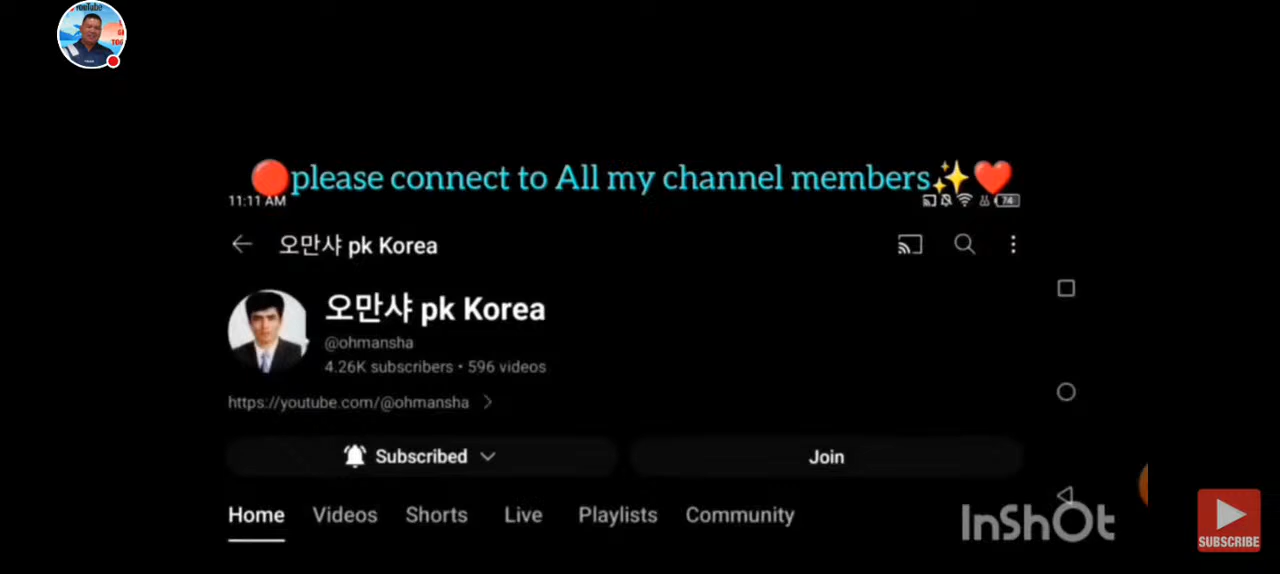 YouTube
🔴please connect to All my channel members✨❤️
11:11 AM
74
오만샤 pk Korea
오만샤 pk Korea
@ohmansha
4.26K subscribers • 596 videos
https://youtube.com/@ohmansha
Subscribed
Join
Home Videos Shorts Live Playlists Community
InShOt
SUBSCRIBE